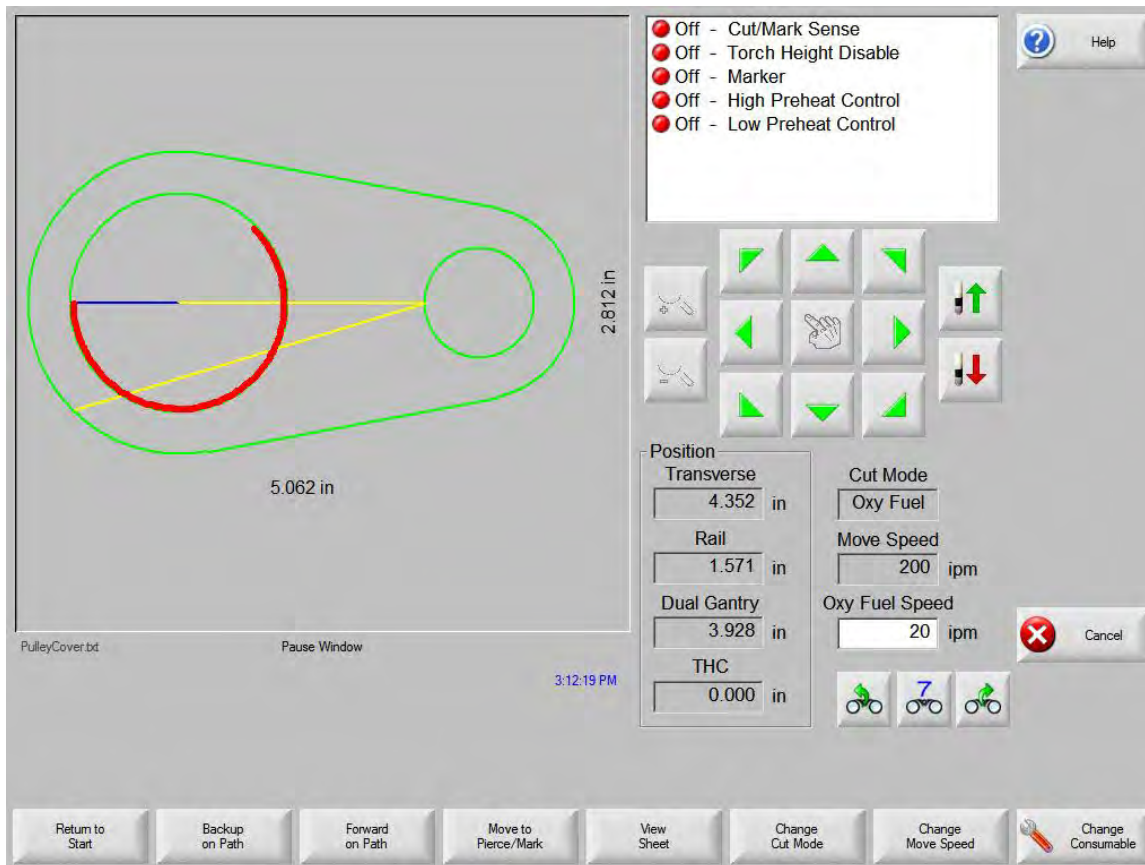 Off - Cut/Mark Sense
Off - Torch Height Disable
Off - Marker
Off - High Preheat Control
Off - Low Preheat Control
Help
2.812 in
5.062 in
Position
Transverse
4.352 in
Rail
1.571 in
Dual Gantry
3.928 in
THC
0.000 in
Cut Mode
Oxy Fuel
Move Speed
200 ipm
Oxy Fuel Speed
20 ipm
7
Cancel
PulleyCover.txt
Pause Window
3:12:19 PM
Return to
Start
Backup
on Path
Forward
on Path
Move to
Pierce/Mark
View
Sheet
Change
Cut Mode
Change
Move Speed
Change
Consumable